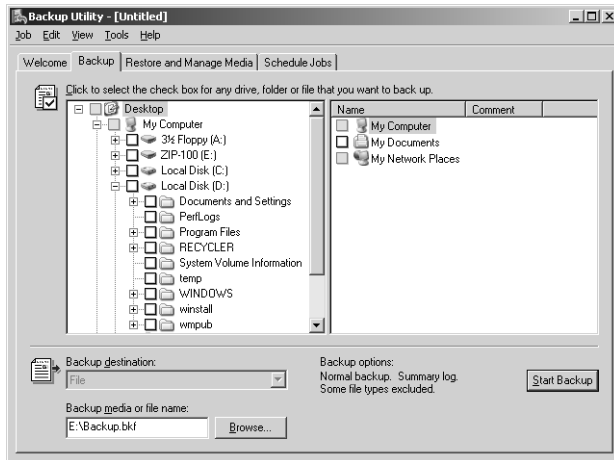 Backup Utility - [Untitled]
Job Edit View Tools Help
Welcome Backup Restore and Manage Media Schedule Jobs
Click to select the check box for any drive, folder or file that you want to back up.
Desktop
My Computer
3½ Floppy (A:)
ZIP-100 (E:)
Local Disk (C:)
Local Disk (D:)
Documents and Settings
PerfLogs
Program Files
RECYCLER
System Volume Information
temp
WINDOWS
winstall
wmpub
Name Comment
My Computer
My Documents
My Network Places
Backup destination:
File
Backup media or file name:
E:\Backup.bkf
Browse...
Backup options:
Normal backup. Summary log.
Some file types excluded.
Start Backup